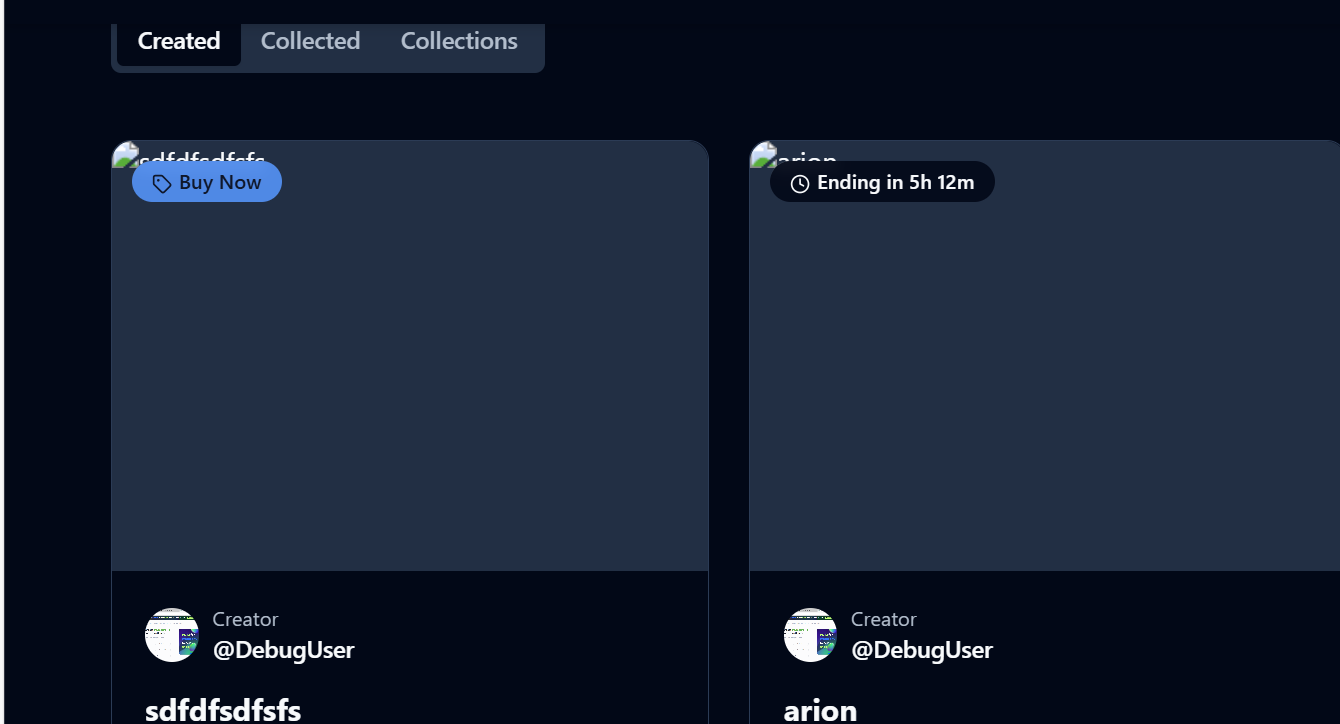 Created Collected Collections
sdfdfsdfsfs
Buy Now
arion
Ending in 5h 12m
Creator
@DebugUser
sdfdfsdfsfs
Creator
@DebugUser
arion